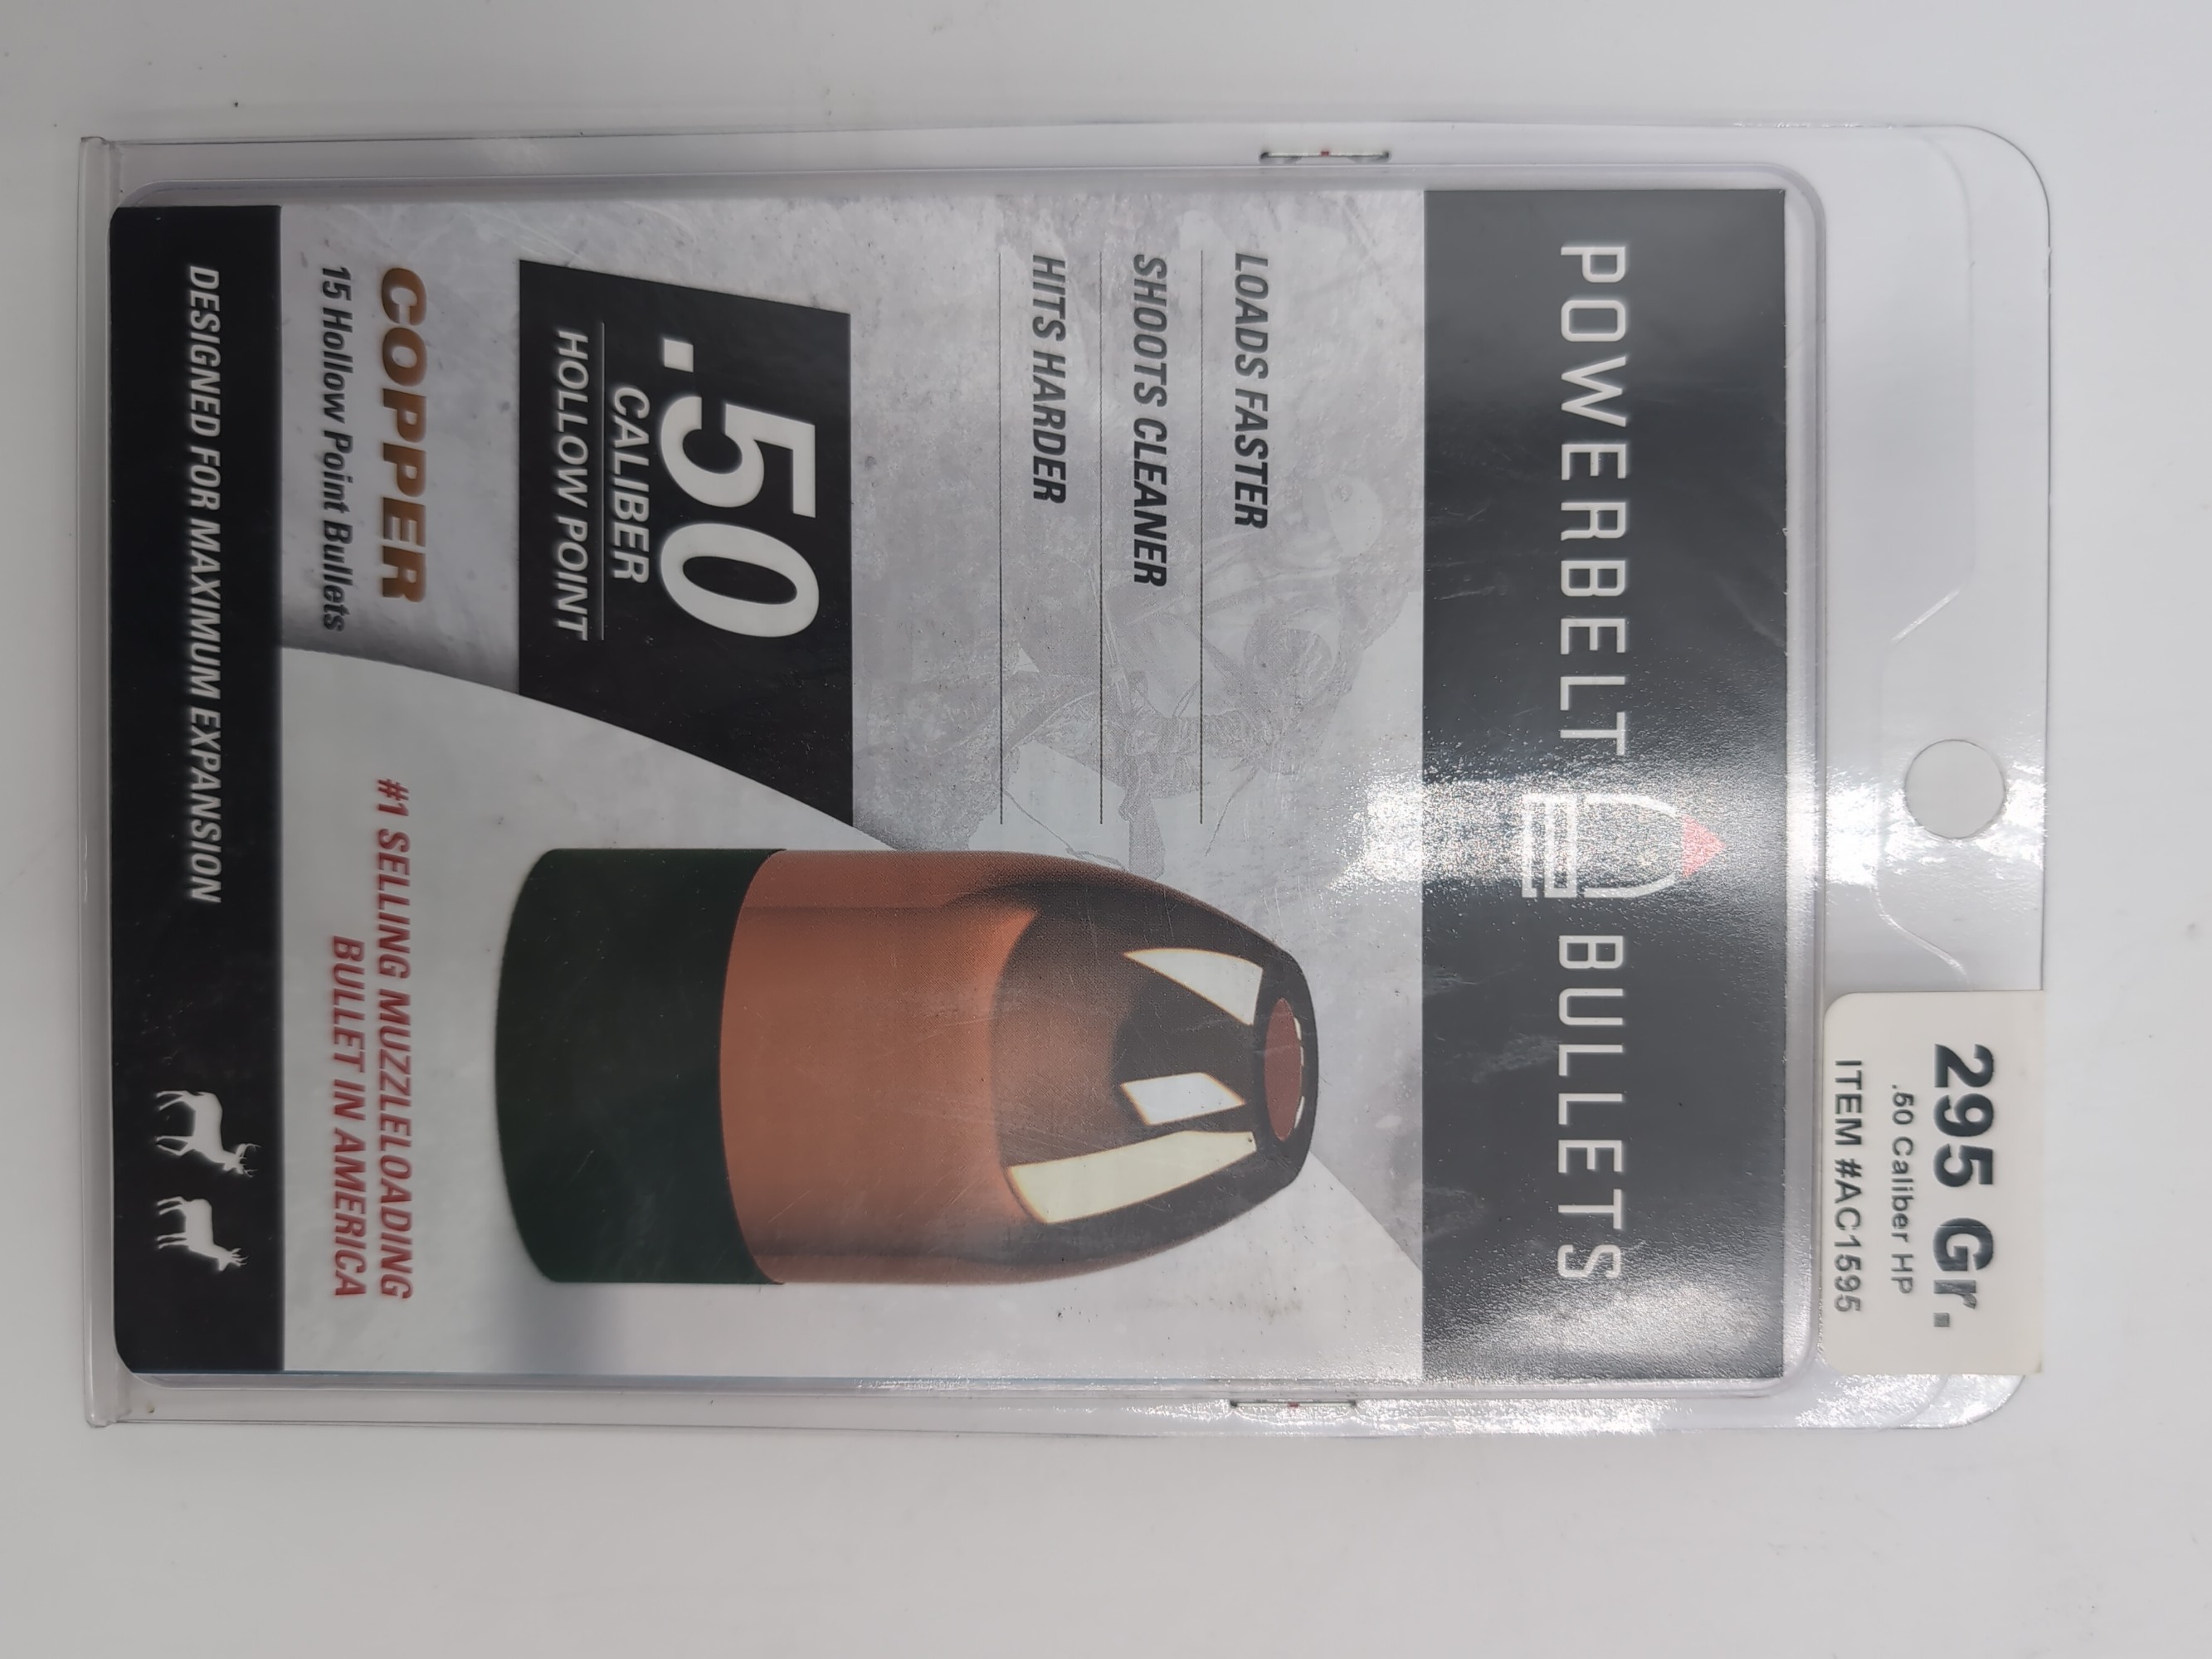 295 Gr.
.50 Caliber HP
ITEM #AC1595
POWERBELT BULLETS
LOADS FASTER
SHOOTS CLEANER
HITS HARDER
.50
CALIBER
HOLLOW POINT
COPPER
15 Hollow Point Bullets
#1 SELLING MUZZLELOADING
BULLET IN AMERICA
DESIGNED FOR MAXIMUM EXPANSION